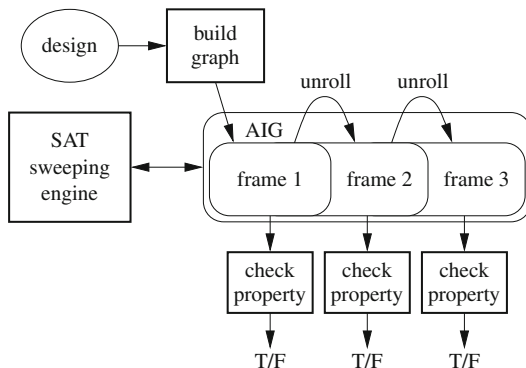 design
build
graph
unroll
unroll
AIG
SAT
sweeping
engine
frame 1
frame 2
frame 3
check
property
check
property
check
property
T/F
T/F
T/F